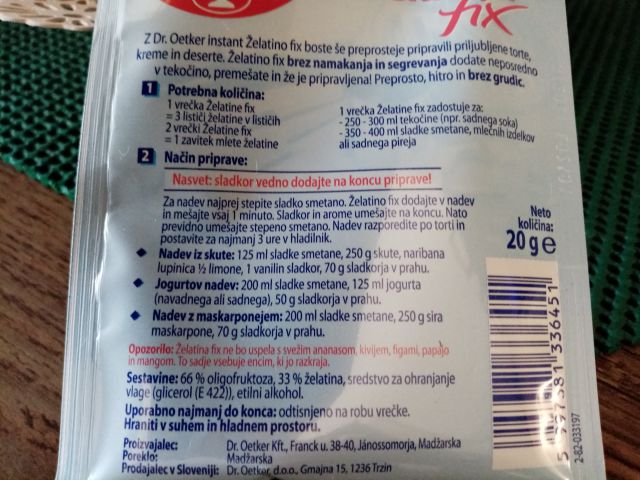 fix
Z Dr. Oetker instant Želatino fix boste še preprosteje pripravili priljubljene torte,
kreme in deserte. Želatino fix brez namakanja in segrevanja dodate neposredno
v tekočino, premešate in že je pripravljena! Preprosto, hitro in brez grudic.
1 Potrebna količina:
1 vrečka Želatine fix
= 3 lističi želatine v lističih
2 vrečki Želatine fix
= 1 zavitek mlete želatine
1 vrečka Želatine fix zadostuje za:
- 250 - 300 ml tekočine (npr. sadnega soka)
- 350 - 400 ml sladke smetane, mlečnih izdelkov
ali sadnega pireja
2 Način priprave:
Nasvet: sladkor vedno dodajte na koncu priprave!
Za nadev najprej stepite sladko smetano. Želatino fix dodajte v nadev
in mešajte vsaj 1 minuto. Sladkor in arome umešajte na koncu. Nato
previdno umešajte stepeno smetano. Nadev razporedite po torti in
postavite za najmanj 3 ure v hladilnik.
Nadev iz skute: 125 ml sladke smetane, 250 g skute, naribana
lupinica ½ limone, 1 vanilin sladkor, 70 g sladkorja v prahu.
Jogurtov nadev: 200 ml sladke smetane, 125 ml jogurta
(navadnega ali sadnega), 50 g sladkorja v prahu.
Nadev z maskarponejem: 200 ml sladke smetane, 250 g sira
maskarpone, 70 g sladkorja v prahu.
Opozorilo: Želatina fix ne bo uspela s svežim ananasom, kivijem, figami, papajo
in mangom. To sadje vsebuje encim, ki jo razkraja.
Sestavine: 66 % oligofruktoza, 33 % želatina, sredstvo za ohranjanje
vlage (glicerol (E 422)), etilni alkohol.
Uporabno najmanj do konca: odtisnjeno na robu vrečke.
Hraniti v suhem in hladnem prostoru.
Proizvajalec: Dr. Oetker Kft., Franck u. 38-40, Jánossomorja, Madžarska
Poreklo: Madžarska
Prodajalec v Sloveniji: Dr. Oetker, d.o.o., Gmajna 15, 1236 Trzin
Neto
količina:
20 g e
5 997381 336451
2-82-033197